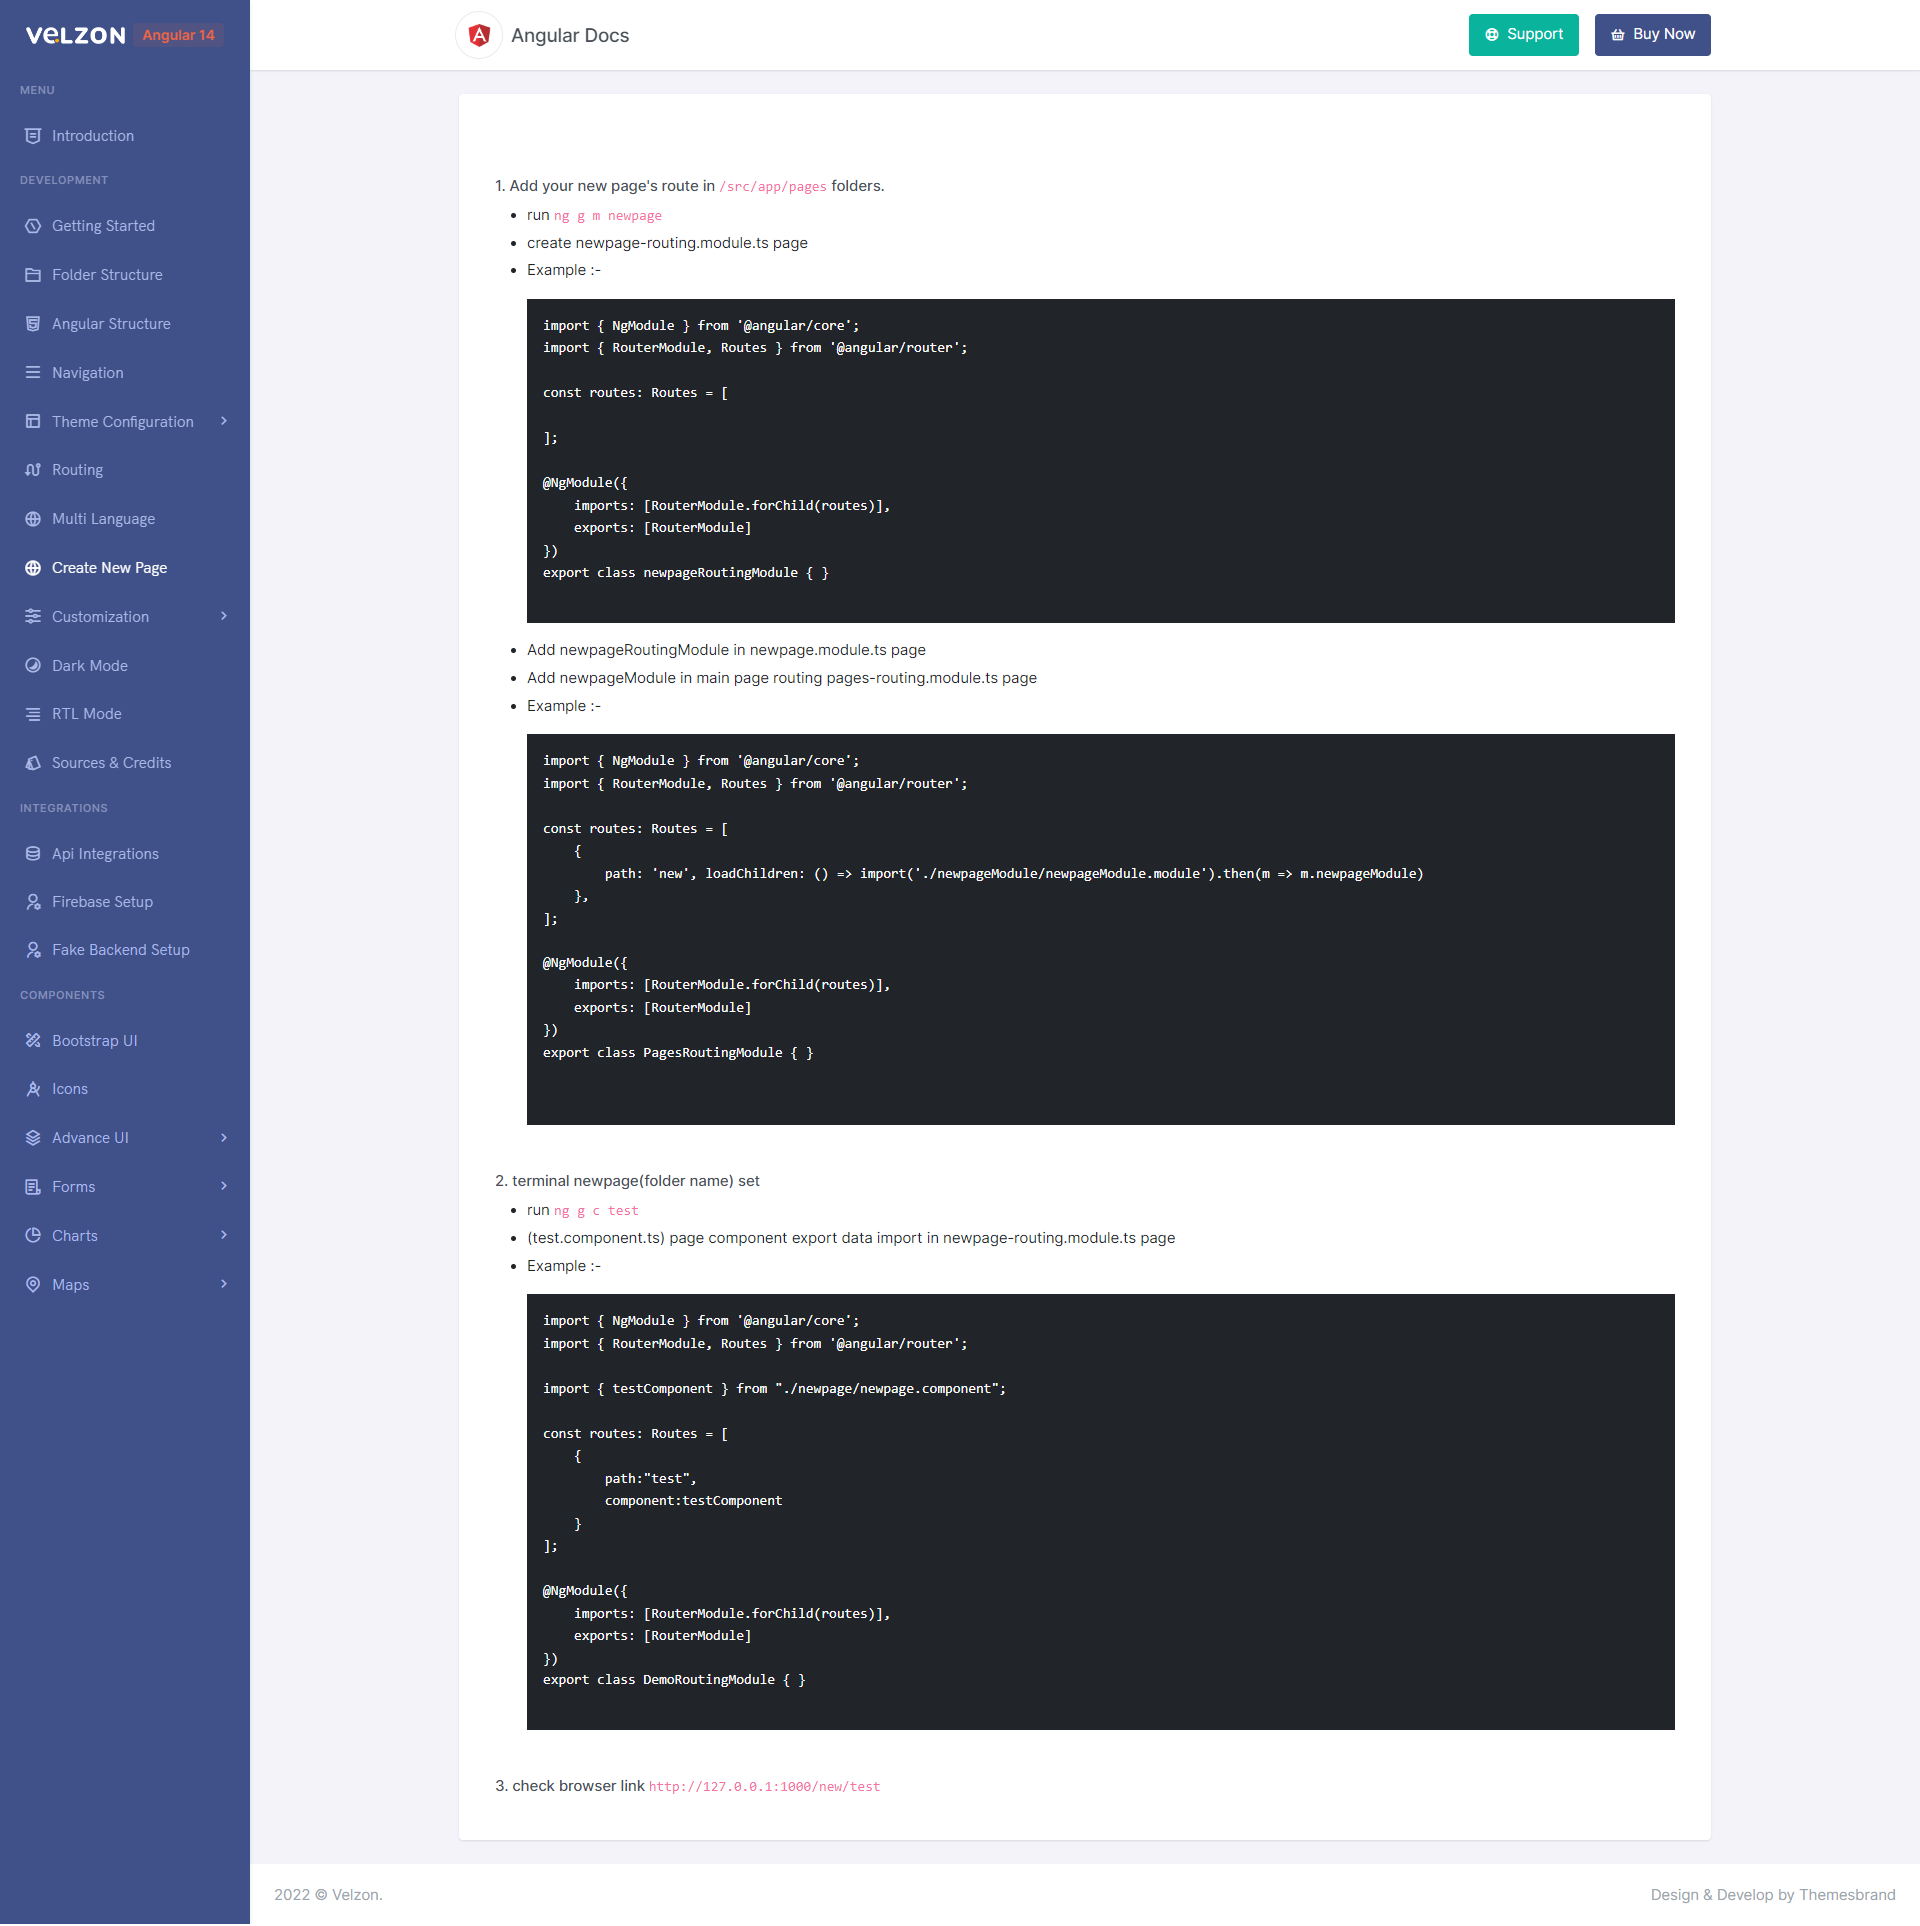 VELZON Angular 14
MENU
Introduction
DEVELOPMENT
Getting Started
Folder Structure
Angular Structure
Navigation
Theme Configuration
Routing
Multi Language
Create New Page
Customization
Dark Mode
RTL Mode
Sources & Credits
INTEGRATIONS
Api Integrations
Firebase Setup
Fake Backend Setup
COMPONENTS
Bootstrap UI
Icons
Advance UI
Forms
Charts
Maps
Angular Docs
Support
Buy Now
1. Add your new page's route in /src/app/pages folders.
• run ng g m newpage
• create newpage-routing.module.ts page
• Example :-
import { NgModule } from '@angular/core';
import { RouterModule, Routes } from '@angular/router';
const routes: Routes = [
];
@NgModule({
    imports: [RouterModule.forChild(routes)],
    exports: [RouterModule]
})
export class newpageRoutingModule { }
• Add newpageRoutingModule in newpage.module.ts page
• Add newpageModule in main page routing pages-routing.module.ts page
• Example :-
import { NgModule } from '@angular/core';
import { RouterModule, Routes } from '@angular/router';
const routes: Routes = [
    {
        path: 'new', loadChildren: () => import('./newpageModule/newpageModule.module').then(m => m.newpageModule)
    },
];
@NgModule({
    imports: [RouterModule.forChild(routes)],
    exports: [RouterModule]
})
export class PagesRoutingModule { }
2. terminal newpage(folder name) set
• run ng g c test
• (test.component.ts) page component export data import in newpage-routing.module.ts page
• Example :-
import { NgModule } from '@angular/core';
import { RouterModule, Routes } from '@angular/router';
import { testComponent } from "./newpage/newpage.component";
const routes: Routes = [
    {
        path:"test",
        component:testComponent
    }
];
@NgModule({
    imports: [RouterModule.forChild(routes)],
    exports: [RouterModule]
})
export class DemoRoutingModule { }
3. check browser link http://127.0.0.1:1000/new/test
2022 © Velzon.
Design & Develop by Themesbrand